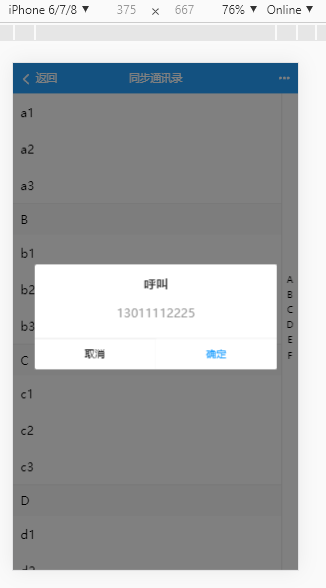 iPhone 6/7/8 ▼ 375 × 667 76% ▼ Online ▼
返回 同步通讯录 •••
a1
a2
a3
B
b1
b2
b3
C
c1
c2
c3
D
d1
d2
呼叫
13011112225
取消 确定
A
B
C
D
E
F